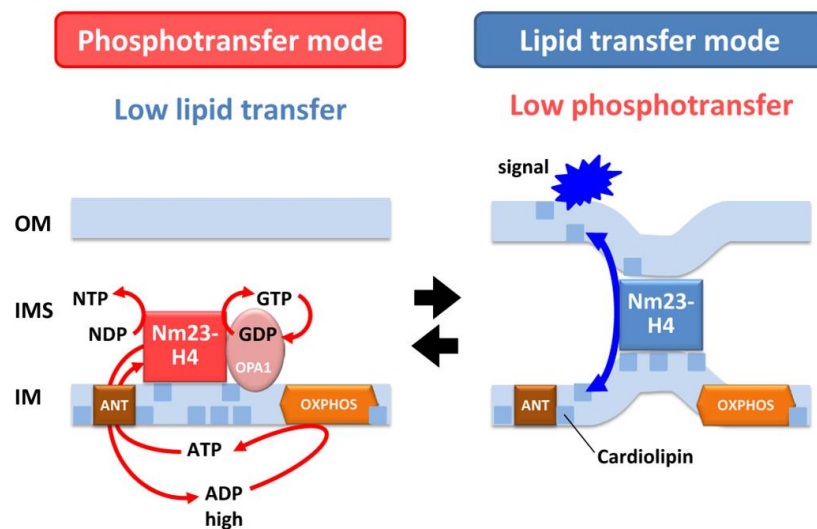 Phosphotransfer mode
Low lipid transfer
OM
IMS
IM
NTP
NDP
Nm23-
H4
GTP
GDP
OPA1
ANT
OXPHOS
ATP
ADP
high
Lipid transfer mode
Low phosphotransfer
signal
Nm23-
H4
ANT
OXPHOS
Cardiolipin